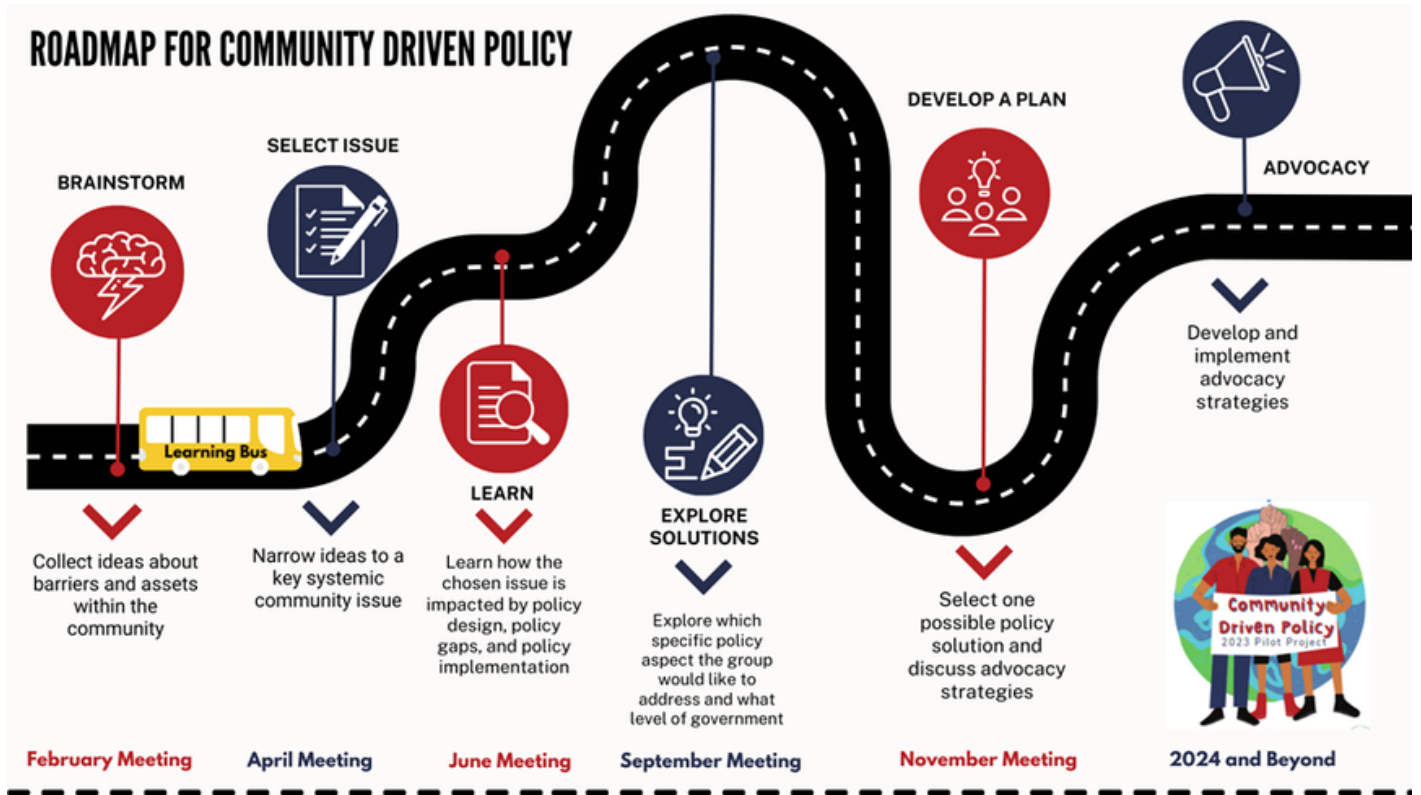 ROADMAP FOR COMMUNITY DRIVEN POLICY
BRAINSTORM
Collect ideas about
barriers and assets
within the
community
February Meeting
Learning Bus
SELECT ISSUE
Narrow ideas to a
key systemic
community issue
April Meeting
LEARN
Learn how the
chosen issue is
impacted by policy
design, policy
gaps, and policy
implementation
June Meeting
EXPLORE
SOLUTIONS
Explore which
specific policy
aspect the group
would like to
address and what
level of government
September Meeting
DEVELOP A PLAN
Select one
possible policy
solution and
discuss advocacy
strategies
November Meeting
ADVOCACY
Develop and
implement
advocacy
strategies
Community
Driven Policy
2023 Pilot Project
2024 and Beyond